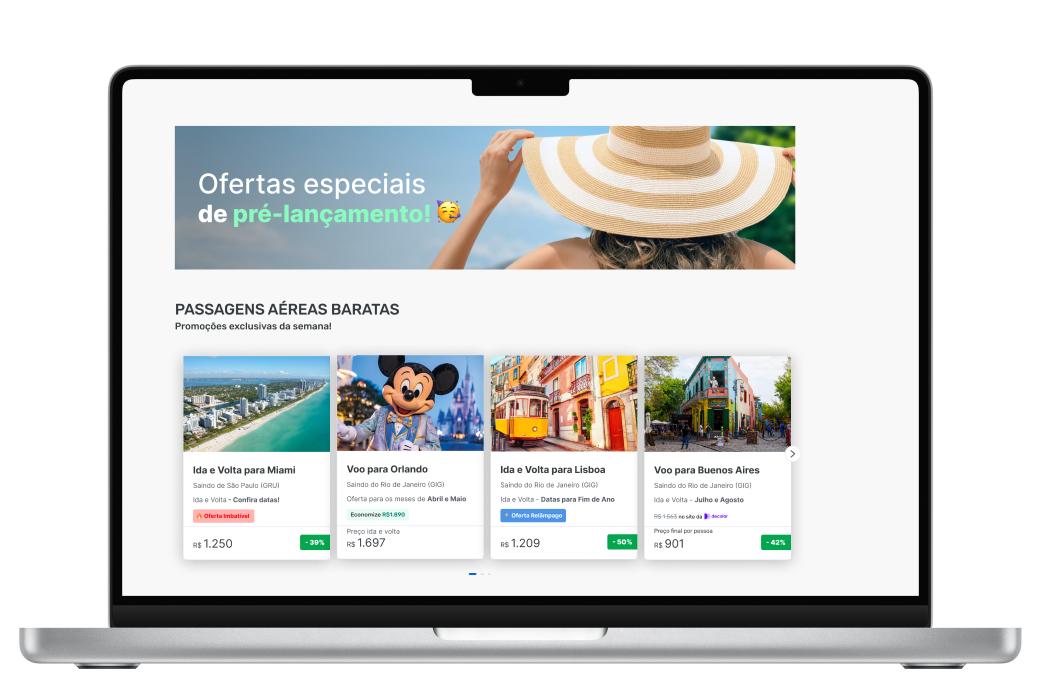 Ofertas especiais
de pré-lançamento!
PASSAGENS AÉREAS BARATAS
Promoções exclusivas da semana!
Ida e Volta para Miami
Saindo de São Paulo (GRU)
Ida e Volta - Confira datas!
Oferta Imbatível
R$ 1.250
- 39%
Voo para Orlando
Saindo do Rio de Janeiro (GIG)
Oferta para os meses de Abril e Maio
Economize R$1.890
Preço ida e volta
R$ 1.697
Ida e Volta para Lisboa
Saindo do Rio de Janeiro (GIG)
Ida e Volta - Datas para Fim de Ano
Oferta Relâmpago
R$ 1.209
- 50%
Voo para Buenos Aires
Saindo do Rio de Janeiro (GIG)
Ida e Volta - Julho e Agosto
R$ 1.563 no site da decolar
Preço final por pessoa
R$ 901
- 42%